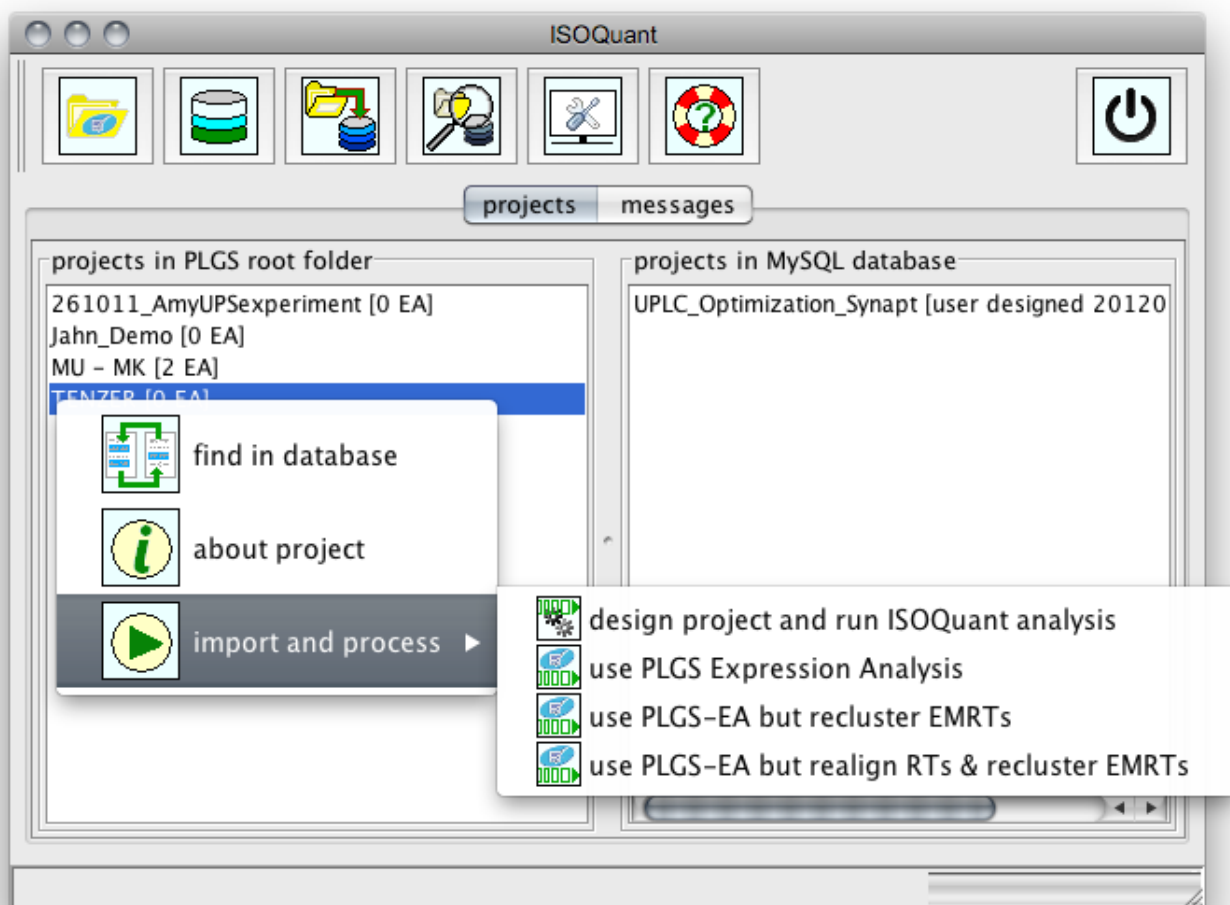 ISOQuant
projects
messages
projects in PLGS root folder
261011_AmyUPSexperiment [0 EA]
Jahn_Demo [0 EA]
MU – MK [2 EA]
TENZER [0 EA]
projects in MySQL database
UPLC_Optimization_Synapt [user designed 20120
find in database
about project
import and process
design project and run ISOQuant analysis
use PLGS Expression Analysis
use PLGS-EA but recluster EMRTs
use PLGS-EA but realign RTs & recluster EMRTs